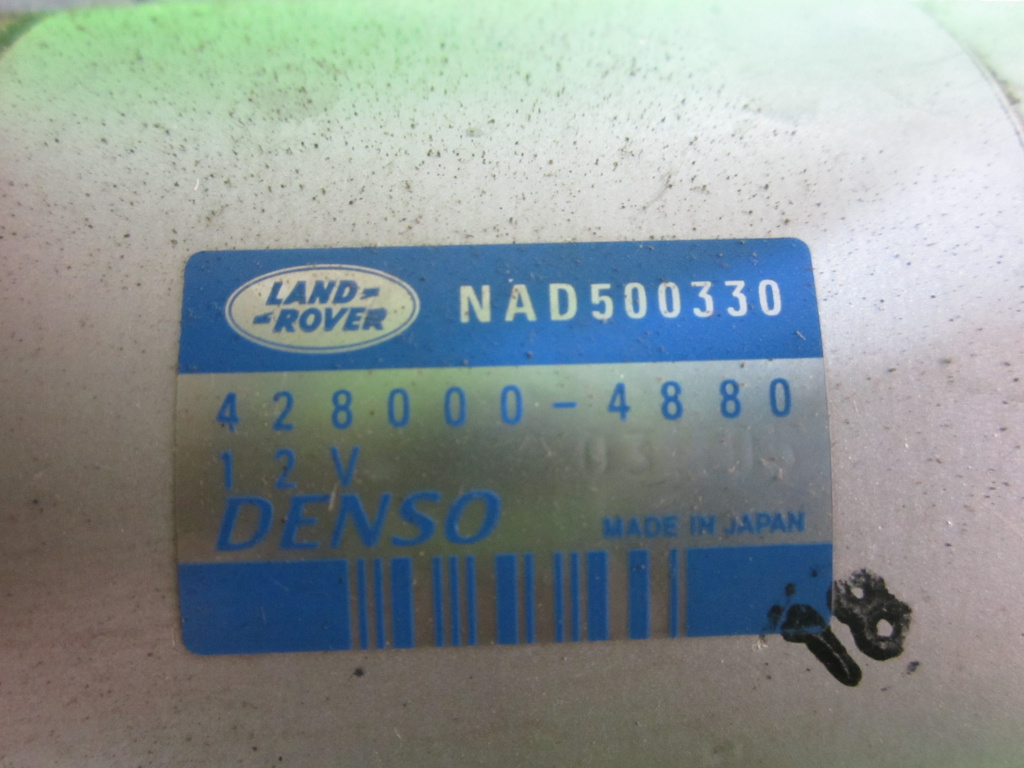 LAND-
-ROVER
NAD500330
428000-4880
12V
DENSO
MADE IN JAPAN